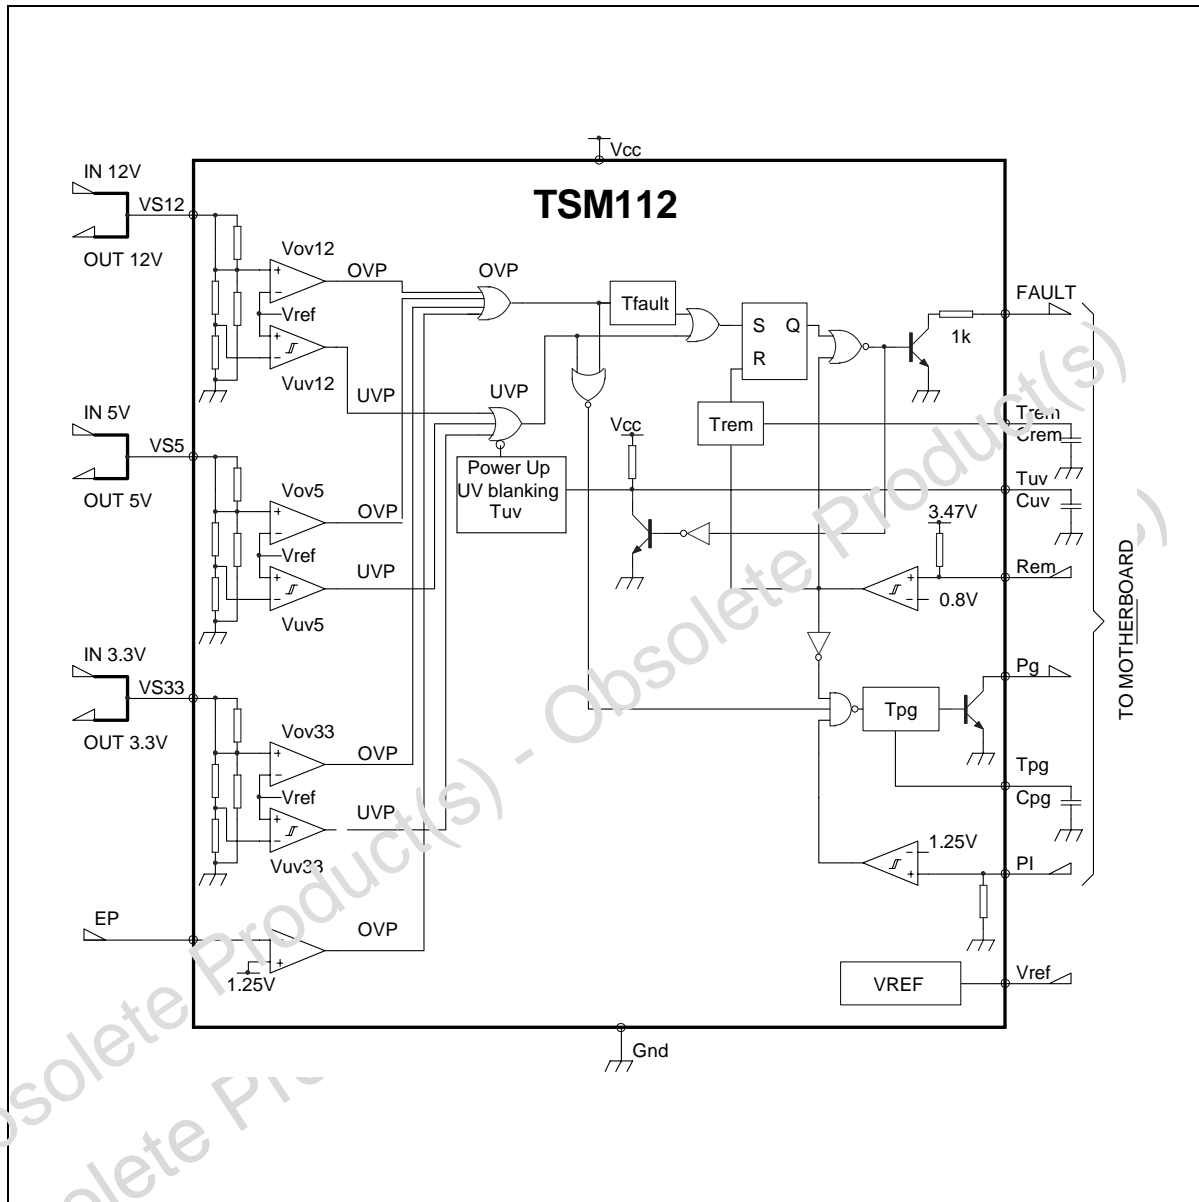 Vcc
TSM112
IN 12V
VS12
OUT 12V
Vov12
OVP
OVP
Vref
Vuv12
UVP
UVP
Tfault
S Q
R
FAULT
1k
IN 5V
VS5
OUT 5V
Vov5
OVP
Vref
UVP
Vuv5
Power Up
UV blanking
Tuv
Vcc
Trem
Trem
Crem
Tuv
Cuv
3.47V
Rem
0.8V
TO MOTHERBOARD
IN 3.3V
VS33
OUT 3.3V
Vov33
OVP
Vref
UVP
Vuv33
Pg
Tpg
Tpg
Cpg
1.25V
PI
EP
OVP
1.25V
VREF
Vref
Gnd
Obsolete Product(s) - Obsolete Product(s)